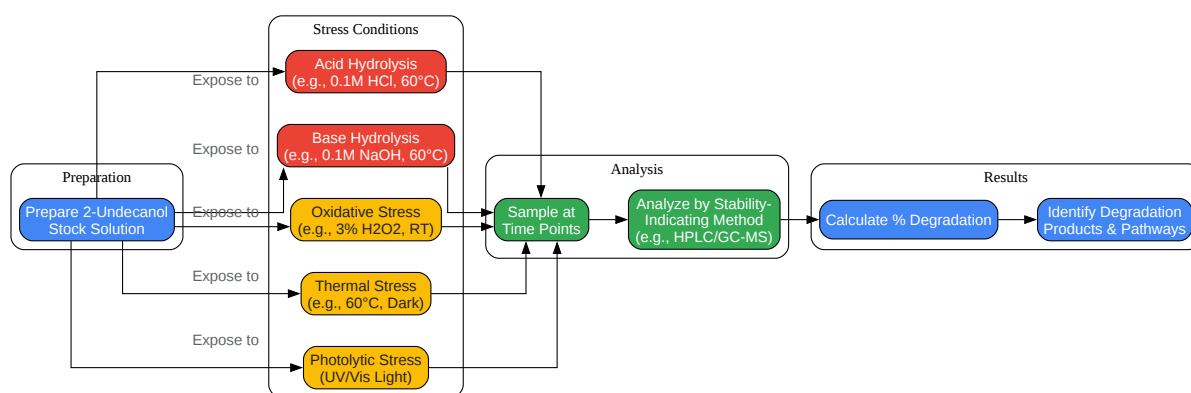 Stress Conditions
Acid Hydrolysis
(e.g., 0.1M HCl, 60°C)
Expose to
Base Hydrolysis
(e.g., 0.1M NaOH, 60°C)
Expose to
Preparation
Prepare 2-Undecanol
Stock Solution
Expose to
Oxidative Stress
(e.g., 3% H2O2, RT)
Expose to
Thermal Stress
(e.g., 60°C, Dark)
Expose to
Photolytic Stress
(UV/Vis Light)
Analysis
Sample at
Time Points
Analyze by Stability-
Indicating Method
(e.g., HPLC/GC-MS)
Results
Calculate % Degradation
Identify Degradation
Products & Pathways